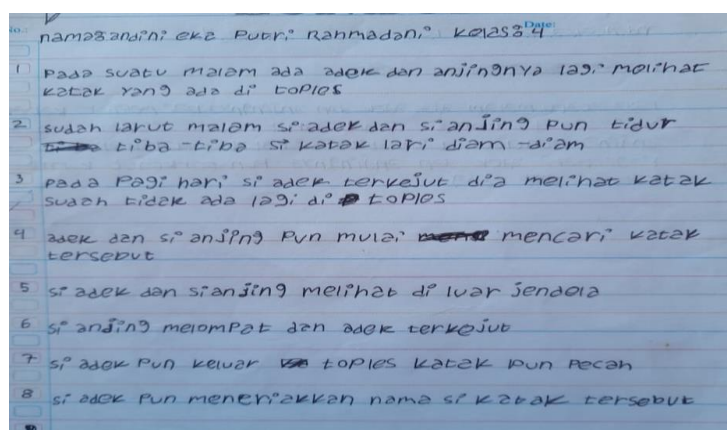 No.: Date:
nama: andini eka Putri Rahmadani kelas: 4
1 Pada suatu malam ada adek dan anjingnya lagi melihat
katak yang ada di toples
2 sudah larut malam si adek dan si anjing pun tidur
tiba-tiba si katak lari diam-diam
3 pada Pagi hari si adek terkejut dia melihat katak
sudah tidak ada lagi di toples
4 adek dan si anjing pun mulai mencari katak
tersebut
5 si adek dan si anjing melihat di luar jendela
6 si anjing melompat dan adek terkejut
7 si adek pun keluar toples katak pun pecah
8 si adek pun meneriakkan nama si katak tersebut
9